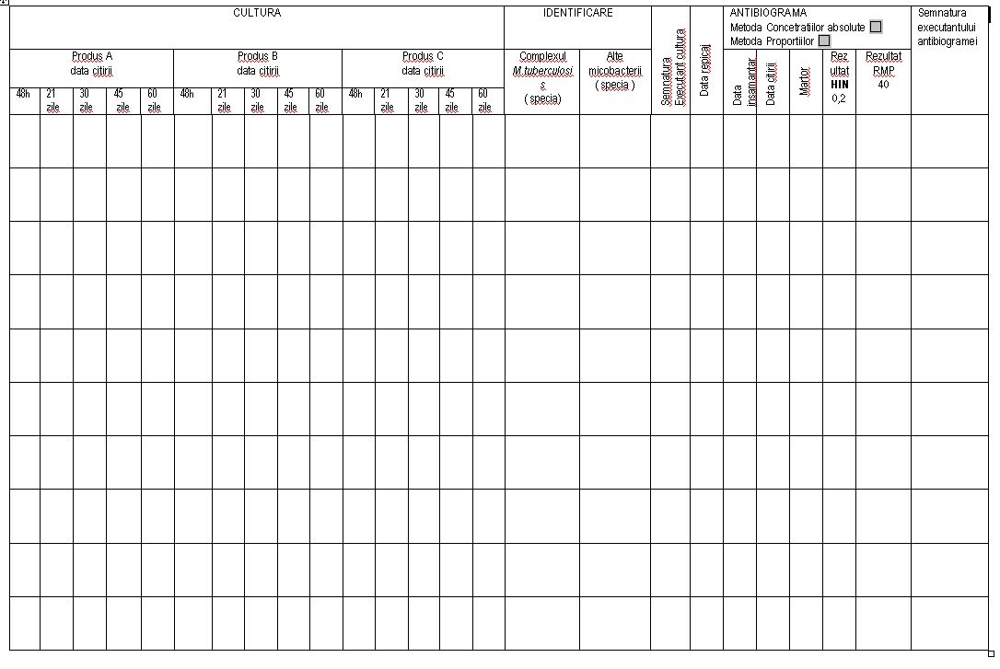 CULTURA
IDENTIFICARE
Semnatura
Executant cultura
Data repicaj
ANTIBIOGRAMA
Metoda Concetratiilor absolute
Metoda Proportiilor
Semnatura
executantului
antibiogramei
Produs A
data citirii
Produs B
data citirii
Produs C
data citirii
Complexul
M.tuberculosi
s
( specia)
Alte
micobacterii
( specia )
Data
insamantar
Data citirii
Martor
Rez
ultat
HIN
0,2
Rezultat
RMP
40
48h
21
zile
30
zile
45
zile
60
zile
48h
21
zile
30
zile
45
zile
60
zile
48h
21
zile
30
zile
45
zile
60
zile